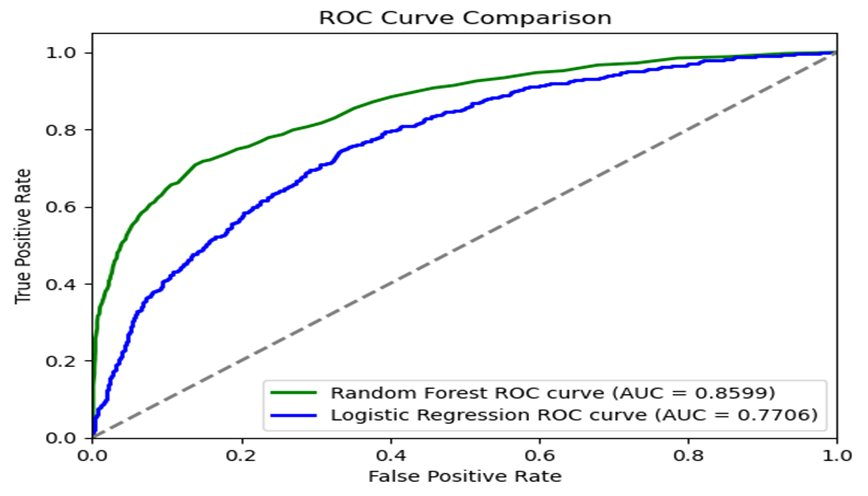 ROC Curve Comparison
True Positive Rate
1.0
0.8
0.6
0.4
0.2
0.0
0.0 0.2 0.4 0.6 0.8 1.0
False Positive Rate
Random Forest ROC curve (AUC = 0.8599)
Logistic Regression ROC curve (AUC = 0.7706)